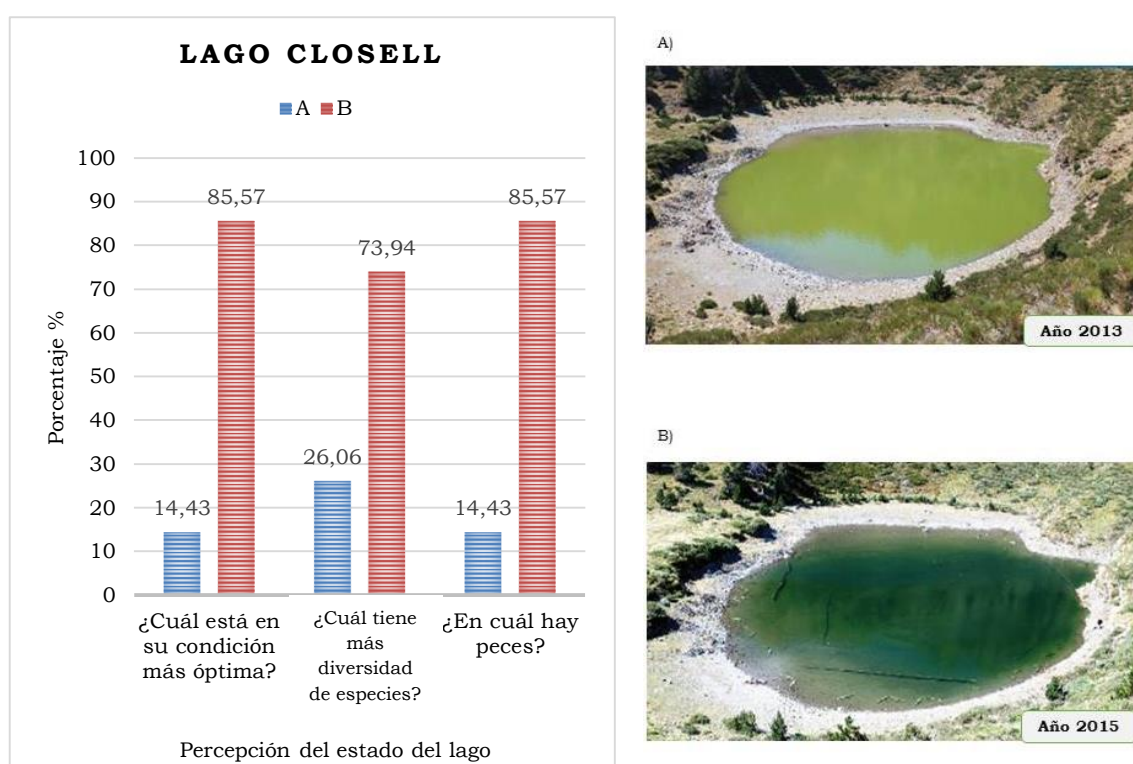 LAGO CLOSELL
A B
100
90
80
70
60
50
40
30
20
10
0
Porcentaje %
14,43
85,57
26,06
73,94
14,43
85,57
¿Cuál está en
su condición
más óptima?
¿Cuál tiene
más
diversidad
de especies?
¿En cuál hay
peces?
Percepción del estado del lago
A)
Año 2013
B)
Año 2015